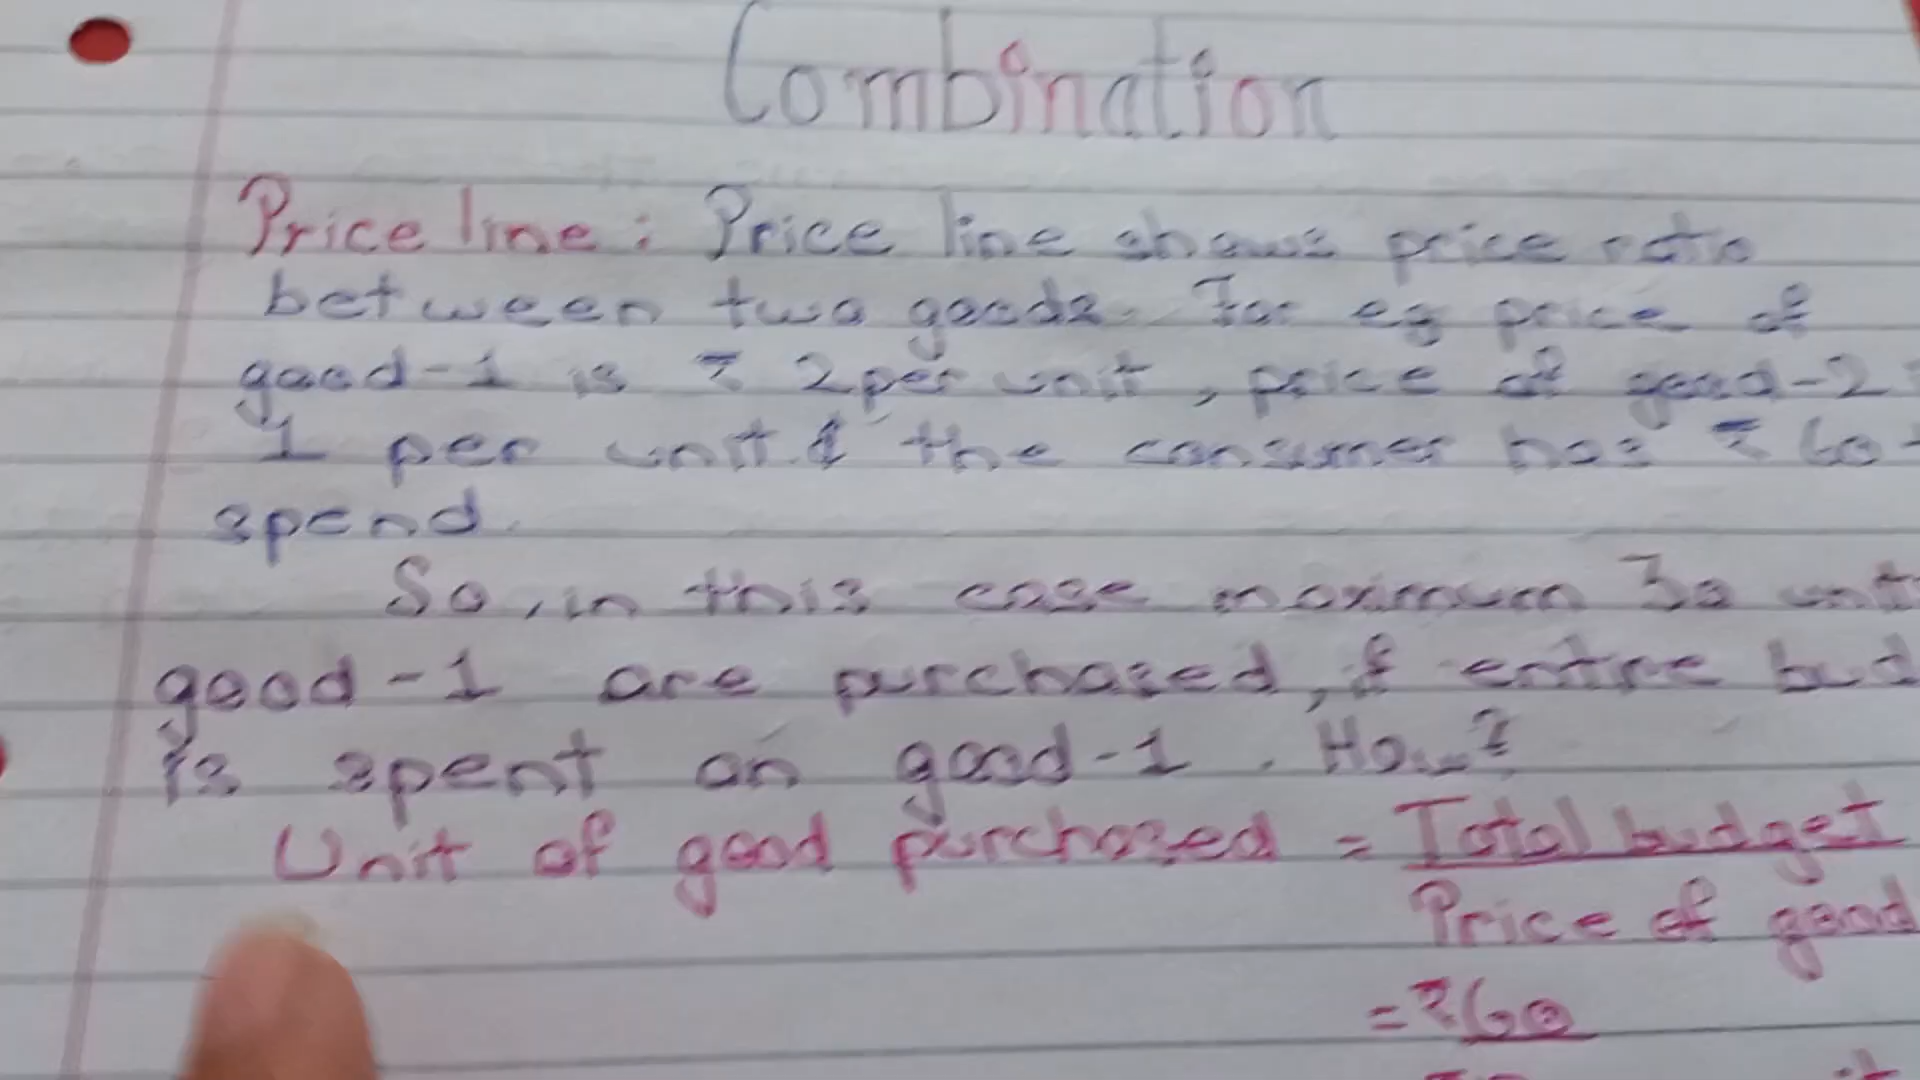 Combination
Price line : Price line shows price ratio
between two goods. For eg price of
good-1 is ₹ 2 per unit, price of good-2
1 per unit & the consumer has ₹ 60
spend.
So, in this case maximum 30 unit
good-1 are purchased, if entire bud
is spent on good-1. How?
Unit of good purchased = Total budget
Price of good
= ₹60